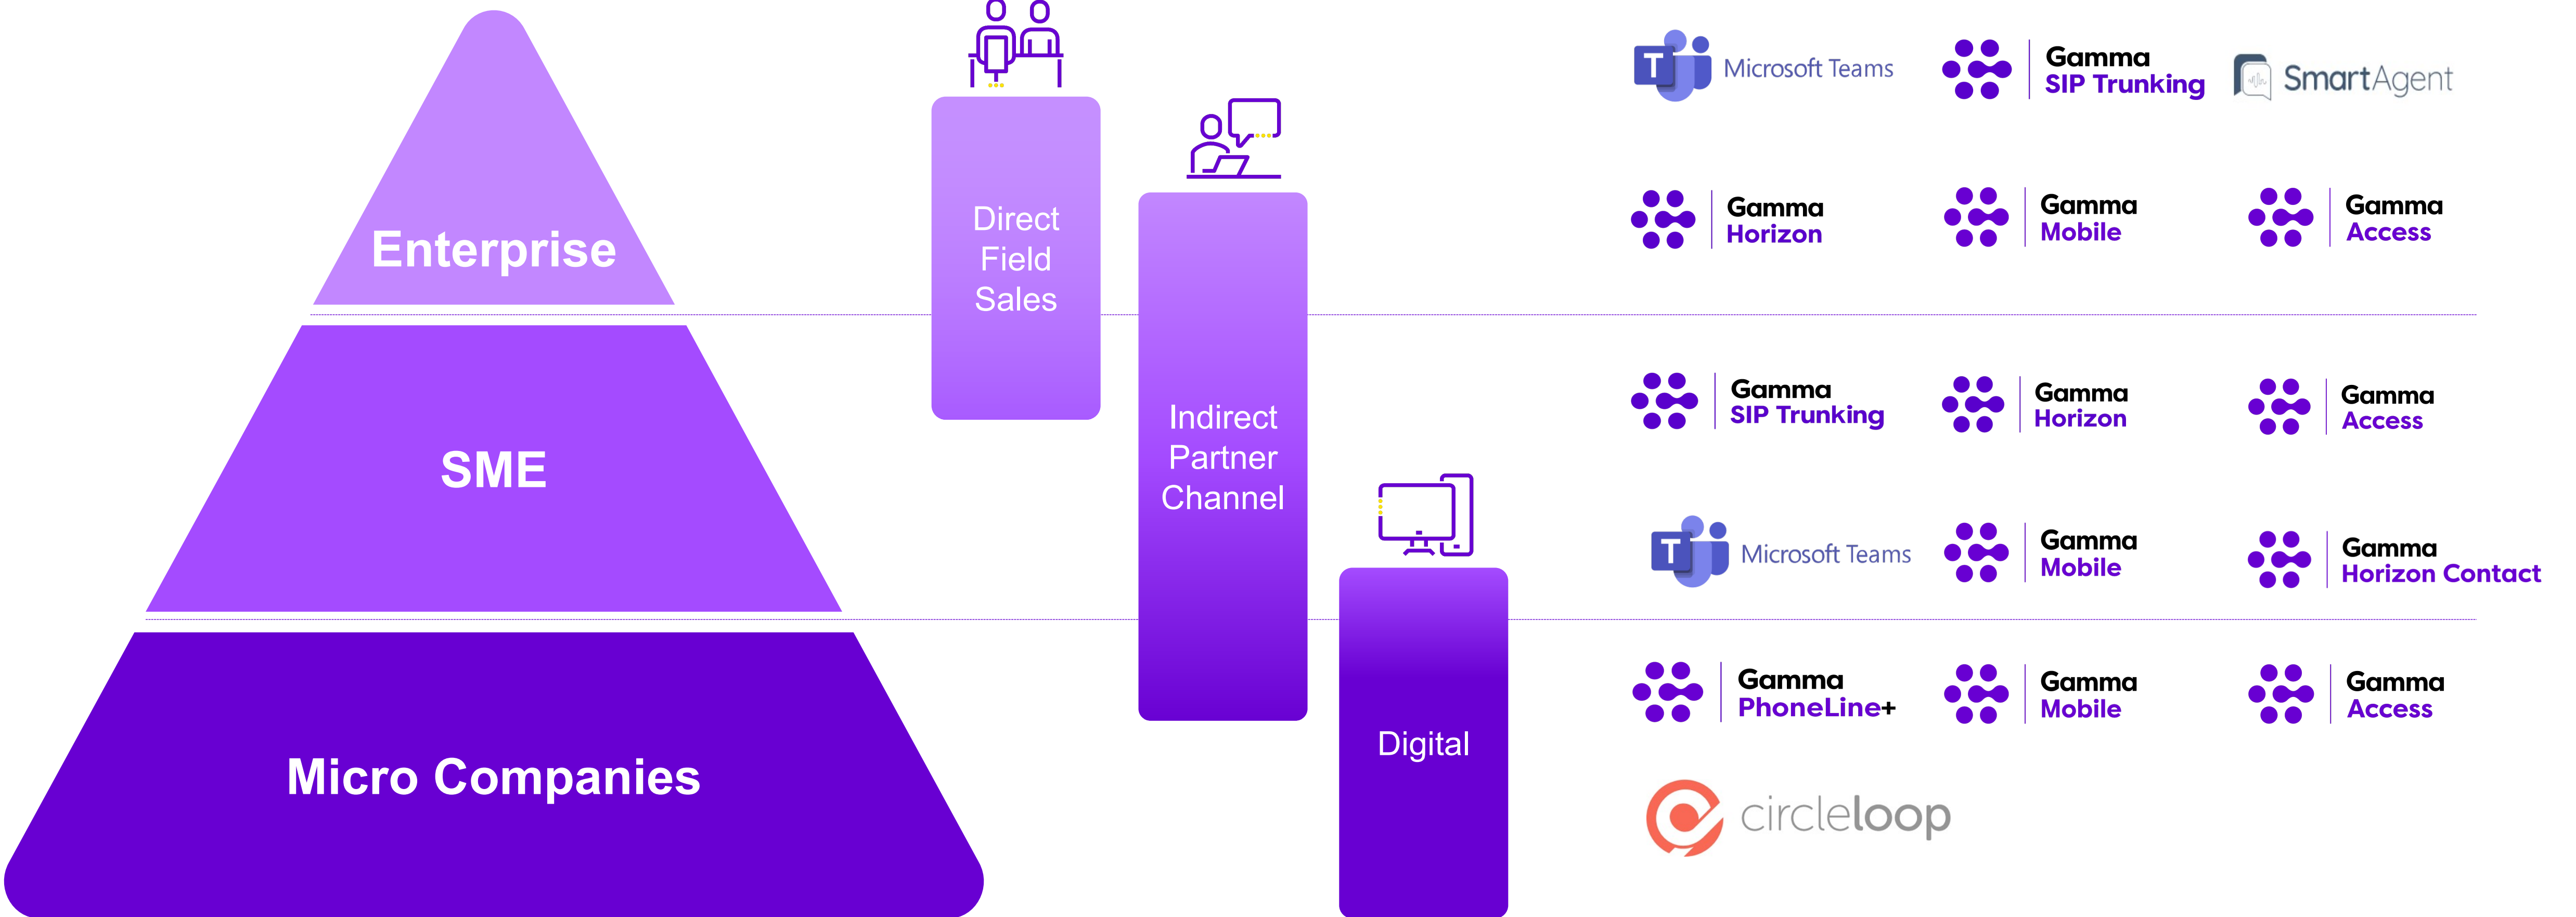 Enterprise
SME
Micro Companies
Direct
Field
Sales
Indirect
Partner
Channel
Digital
Microsoft Teams
Gamma
SIP Trunking
SmartAgent
Gamma
Horizon
Gamma
Mobile
Gamma
Access
Gamma
SIP Trunking
Gamma
Horizon
Gamma
Access
Microsoft Teams
Gamma
Mobile
Gamma
Horizon Contact
Gamma
PhoneLine+
Gamma
Mobile
Gamma
Access
circleloop